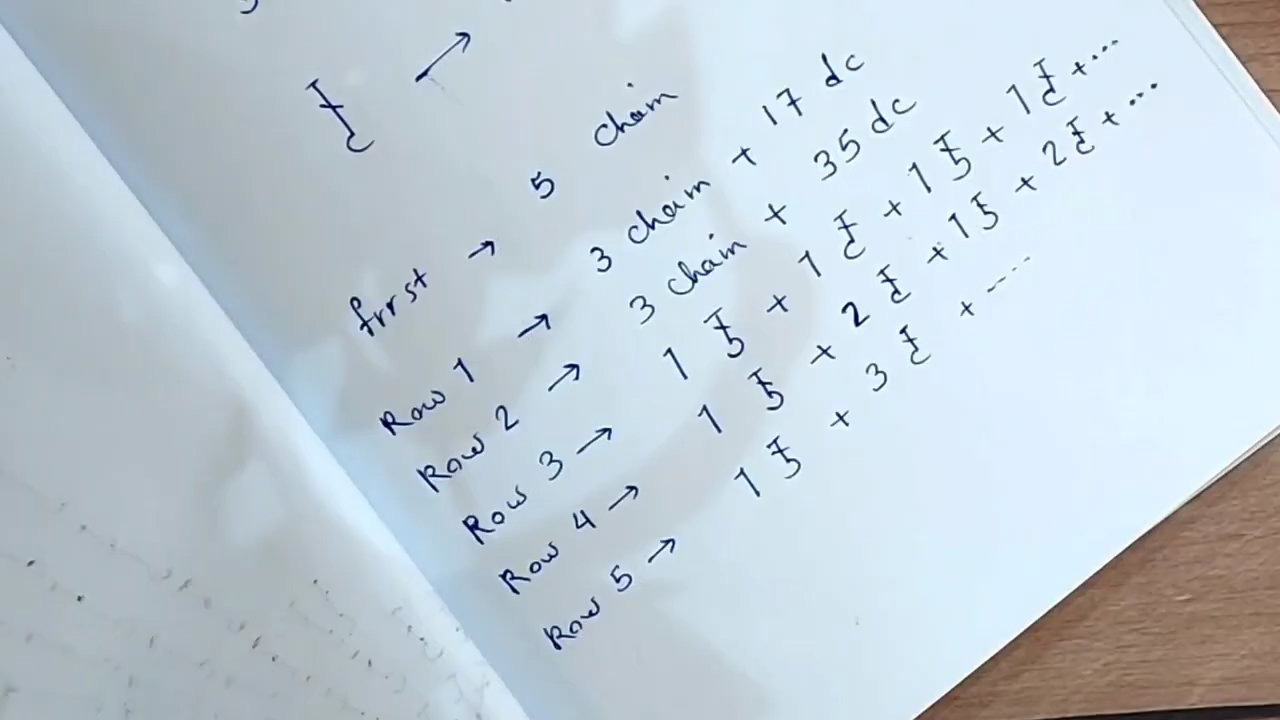 →
first → 5 chain
Row 1 → 3 chain + 17 dc
Row 2 → 3 chain + 35 dc
Row 3 → 1 + 1 + 1 + 1 + ...
Row 4 → 1 + 2 + 1 + 2 + ...
Row 5 → 1 + 3 + ....